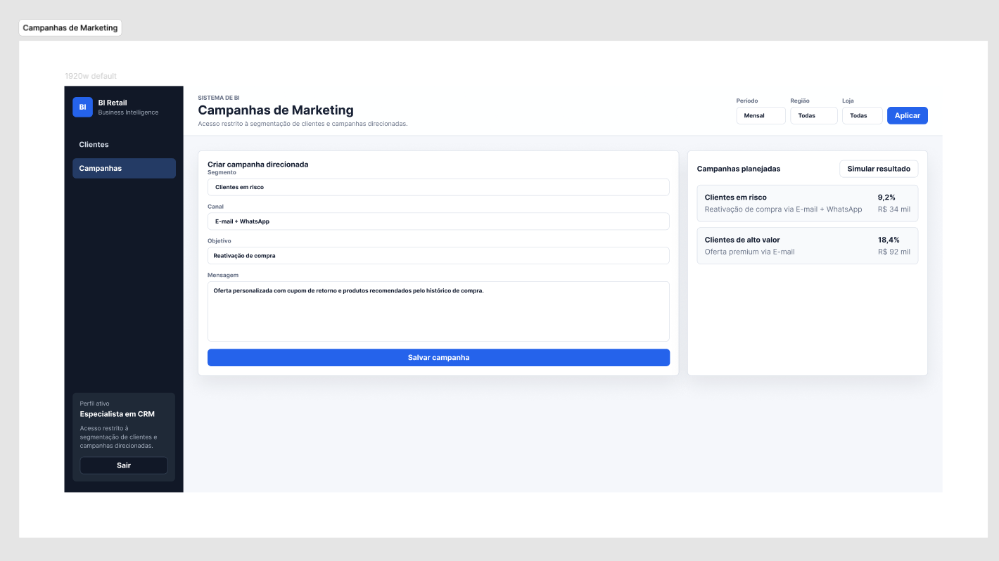 Campanhas de Marketing
1920w default
BI
BI Retail
Business Intelligence
Clientes
Campanhas
Perfil ativo
Especialista em CRM
Acesso restrito à
segmentação de clientes e
campanhas direcionadas.
Sair
SISTEMA DE BI
Campanhas de Marketing
Acesso restrito à segmentação de clientes e campanhas direcionadas.
Período
Mensal
Região
Todas
Loja
Todas
Aplicar
Criar campanha direcionada
Segmento
Clientes em risco
Canal
E-mail + WhatsApp
Objetivo
Reativação de compra
Mensagem
Oferta personalizada com cupom de retorno e produtos recomendados pelo histórico de compra.
Salvar campanha
Campanhas planejadas
Simular resultado
Clientes em risco
9,2%
Reativação de compra via E-mail + WhatsApp
R$ 34 mil
Clientes de alto valor
18,4%
Oferta premium via E-mail
R$ 92 mil